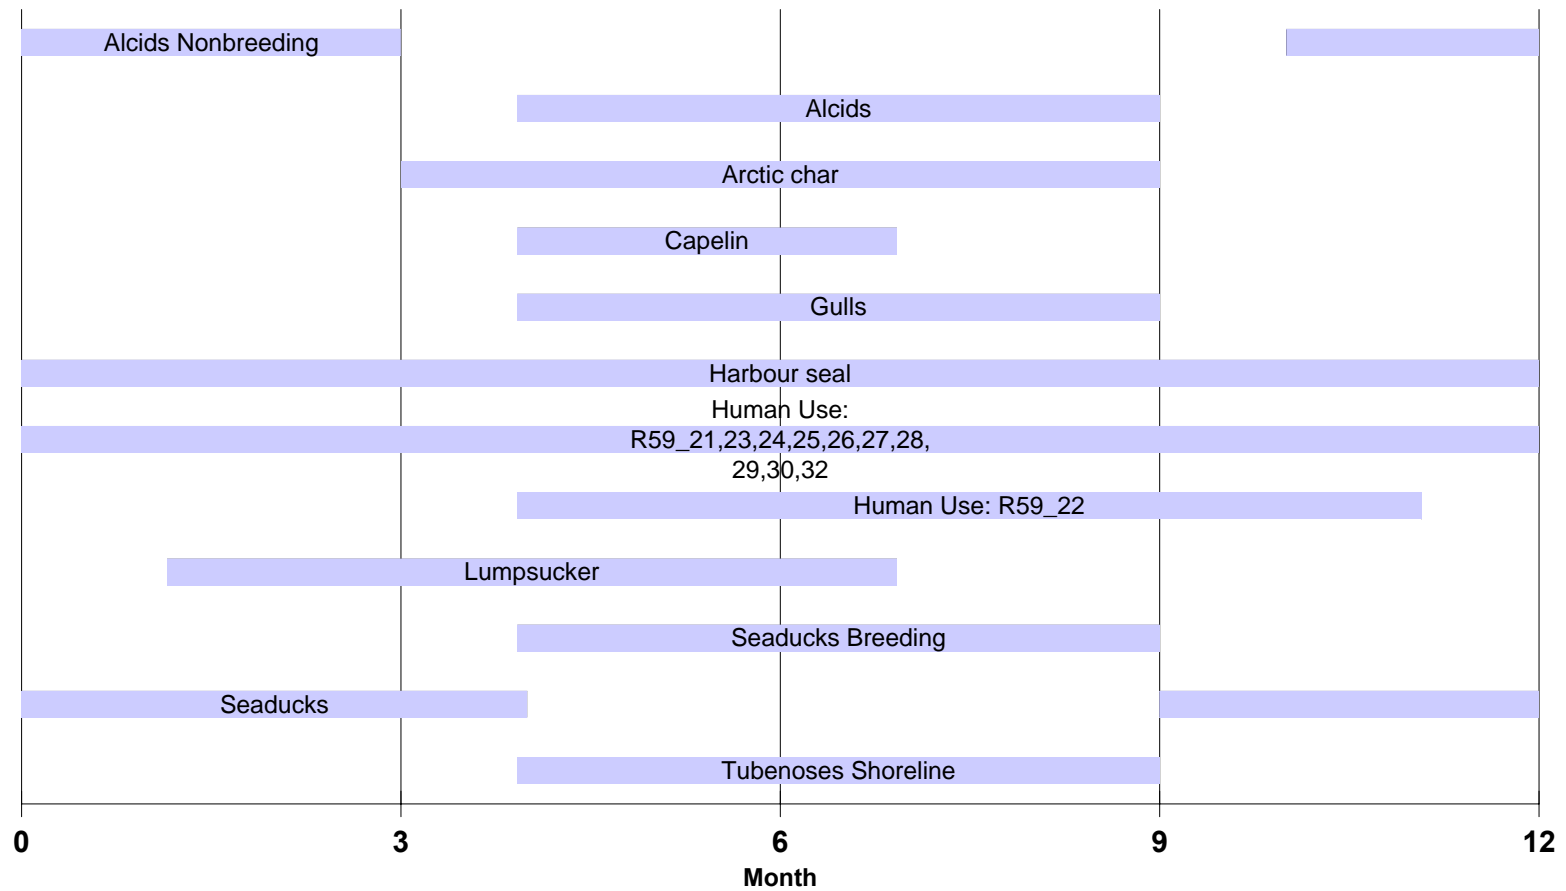 Alcids Nonbreeding
Alcids
Arctic char
Capelin
Gulls
Harbour seal
Human Use:
R59_21,23,24,25,26,27,28,
29,30,32
Human Use: R59_22
Lumpsucker
Seaducks Breeding
Seaducks
Tubenoses Shoreline
0 3 6 9 12
Month